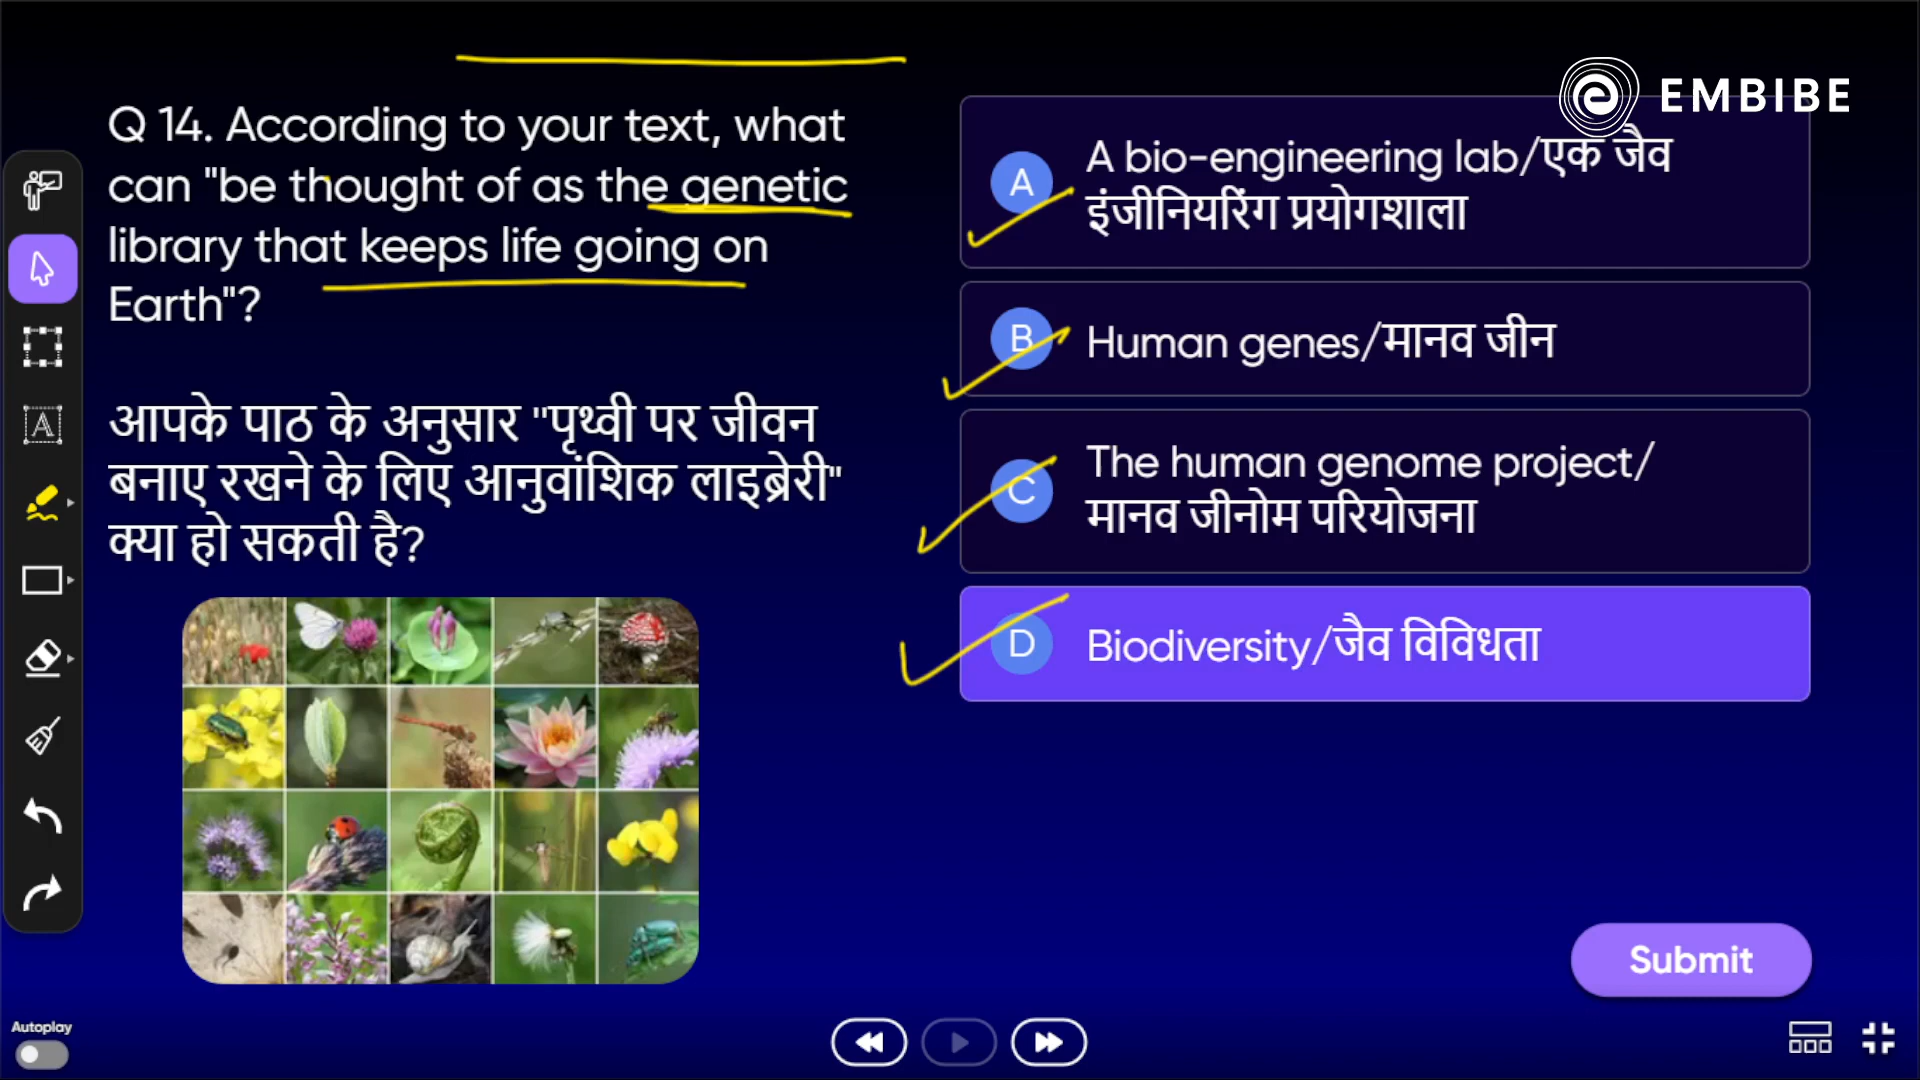 EMBIBE
Q 14. According to your text, what
can "be thought of as the genetic
library that keeps life going on
Earth"?
आपके पाठ के अनुसार "पृथ्वी पर जीवन
बनाए रखने के लिए आनुवांशिक लाइब्रेरी"
क्या हो सकती है?
A
A bio-engineering lab/एक जैव
इंजीनियरिंग प्रयोगशाला
B
Human genes/मानव जीन
C
The human genome project/
मानव जीनोम परियोजना
D
Biodiversity/जैव विविधता
Submit
Autoplay